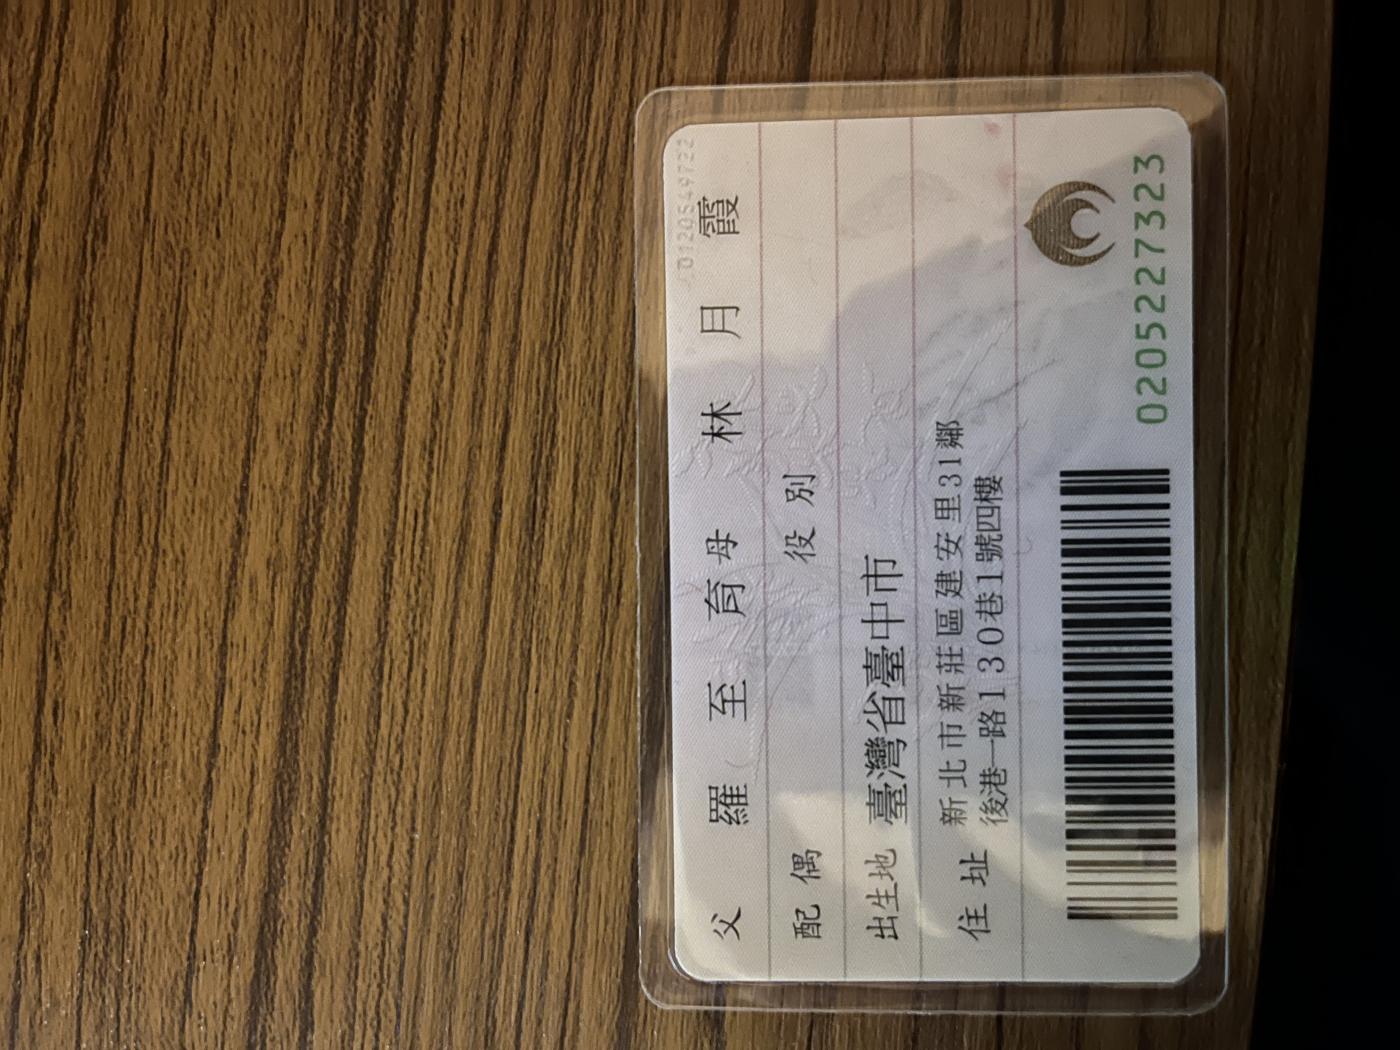 父 羅至育 母 林月霞
配偶 役別
出生地 臺灣省臺中市
住址 新北市新莊區建安里31鄰
後港一路130巷1號四樓
0205227323